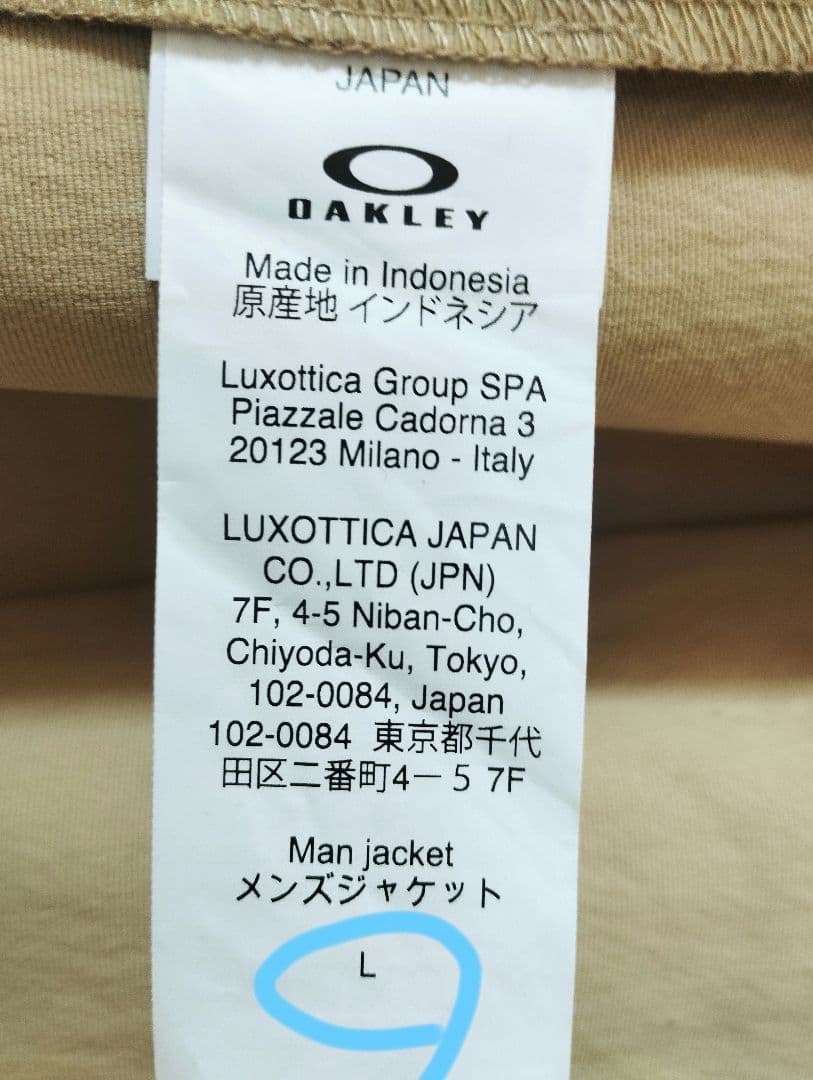 JAPAN
OAKLEY
Made in Indonesia
原産地 インドネシア
Luxottica Group SPA
Piazzale Cadorna 3
20123 Milano - Italy
LUXOTTICA JAPAN
CO.,LTD (JPN)
7F, 4-5 Niban-Cho,
Chiyoda-Ku, Tokyo,
102-0084, Japan
102-0084 東京都千代
田区二番町4－５ 7F
Man jacket
メンズジャケット
L